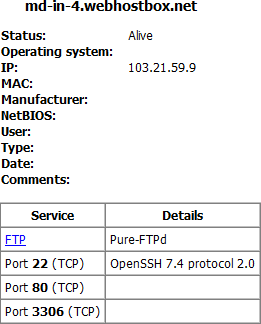 md-in-4.webhostbox.net
Status: Alive
Operating system:
IP: 103.21.59.9
MAC:
Manufacturer:
NetBIOS:
User:
Type:
Date:
Comments:
Service Details
FTP Pure-FTPd
Port 22 (TCP) OpenSSH 7.4 protocol 2.0
Port 80 (TCP)
Port 3306 (TCP)